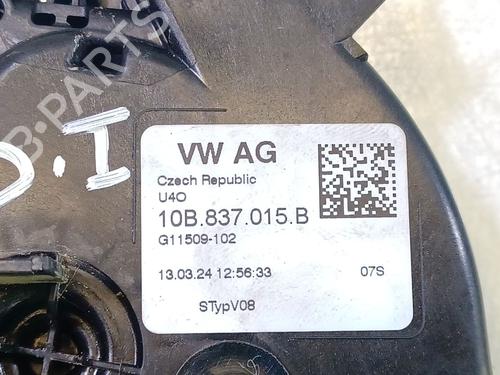 VW AG
Czech Republic
U4O
10B.837.015.B
G11509-102
13.03.24 12:56:33 07S
STypV08
B-PARTS